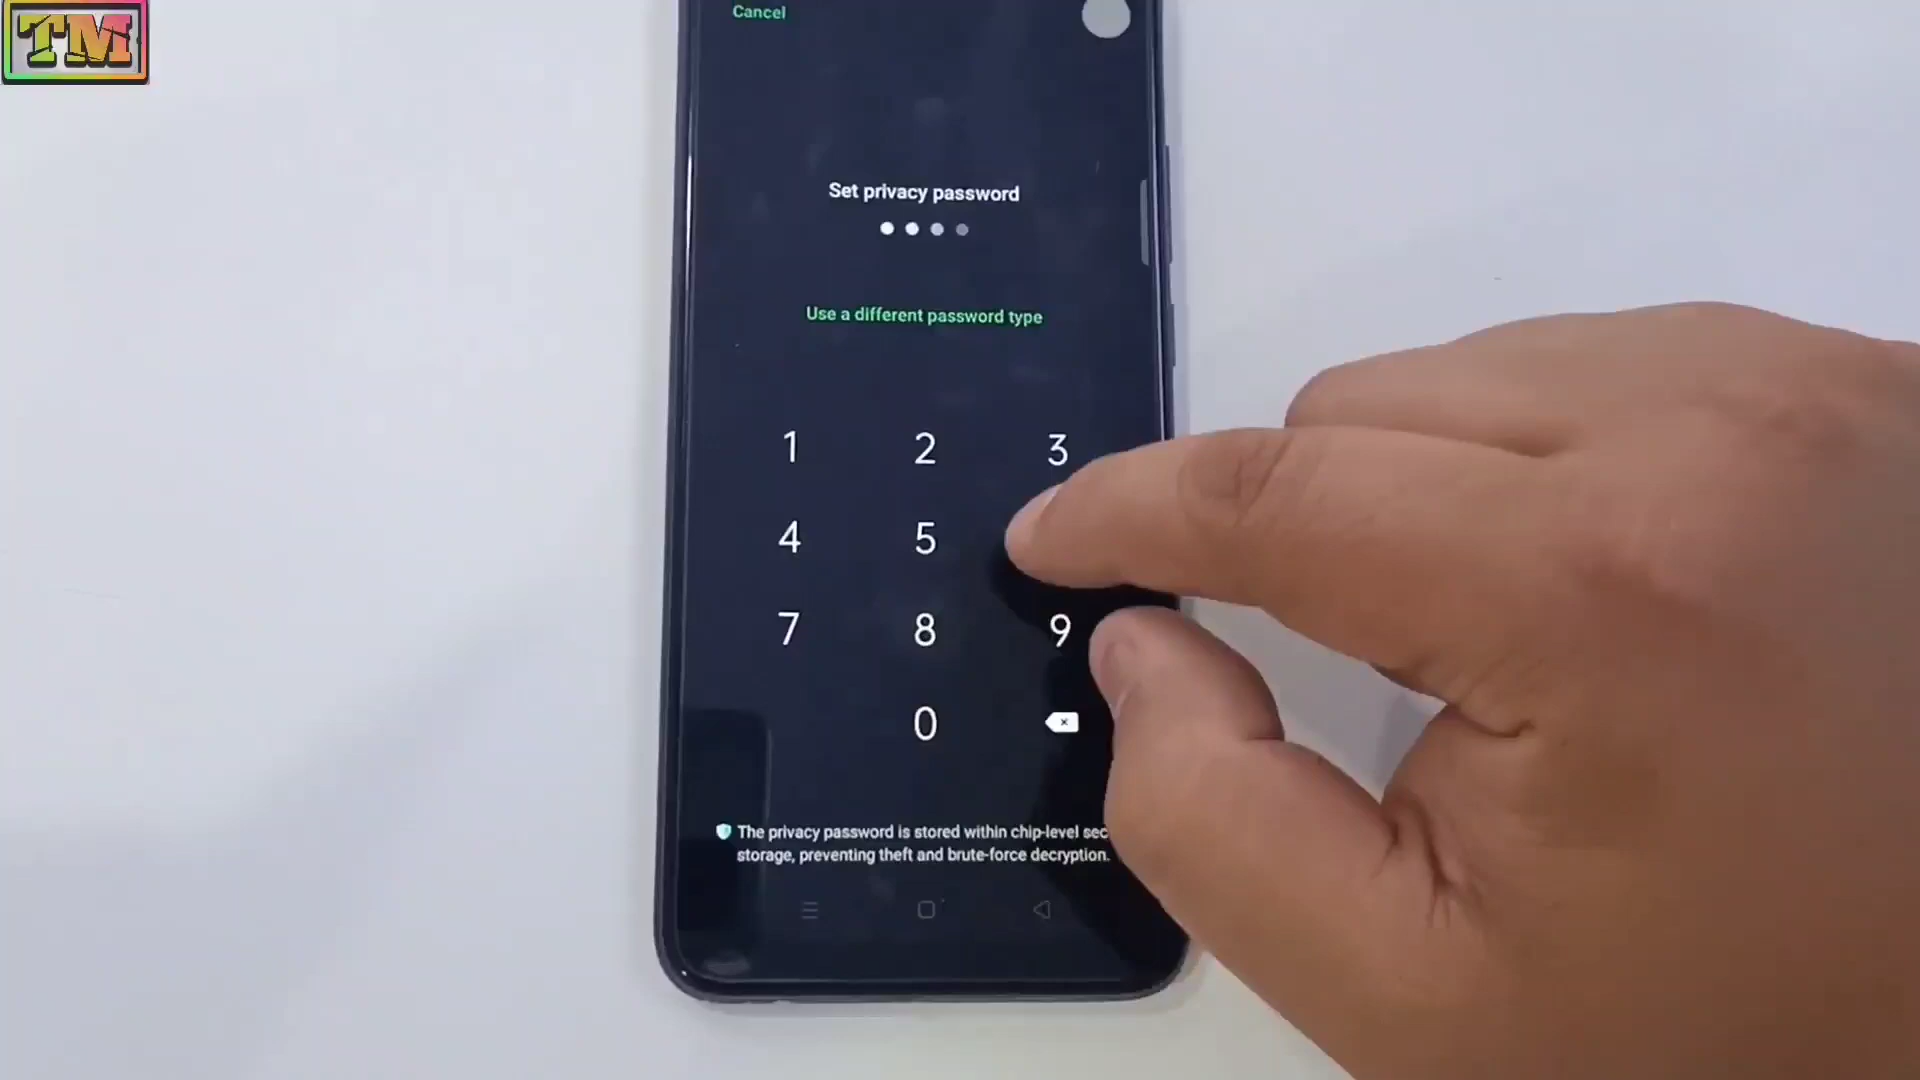 TM
Cancel
Set privacy password
Use a different password type
1 2 3
4 5
7 8 9
0
The privacy password is stored within chip-level sec
storage, preventing theft and brute-force decryption.